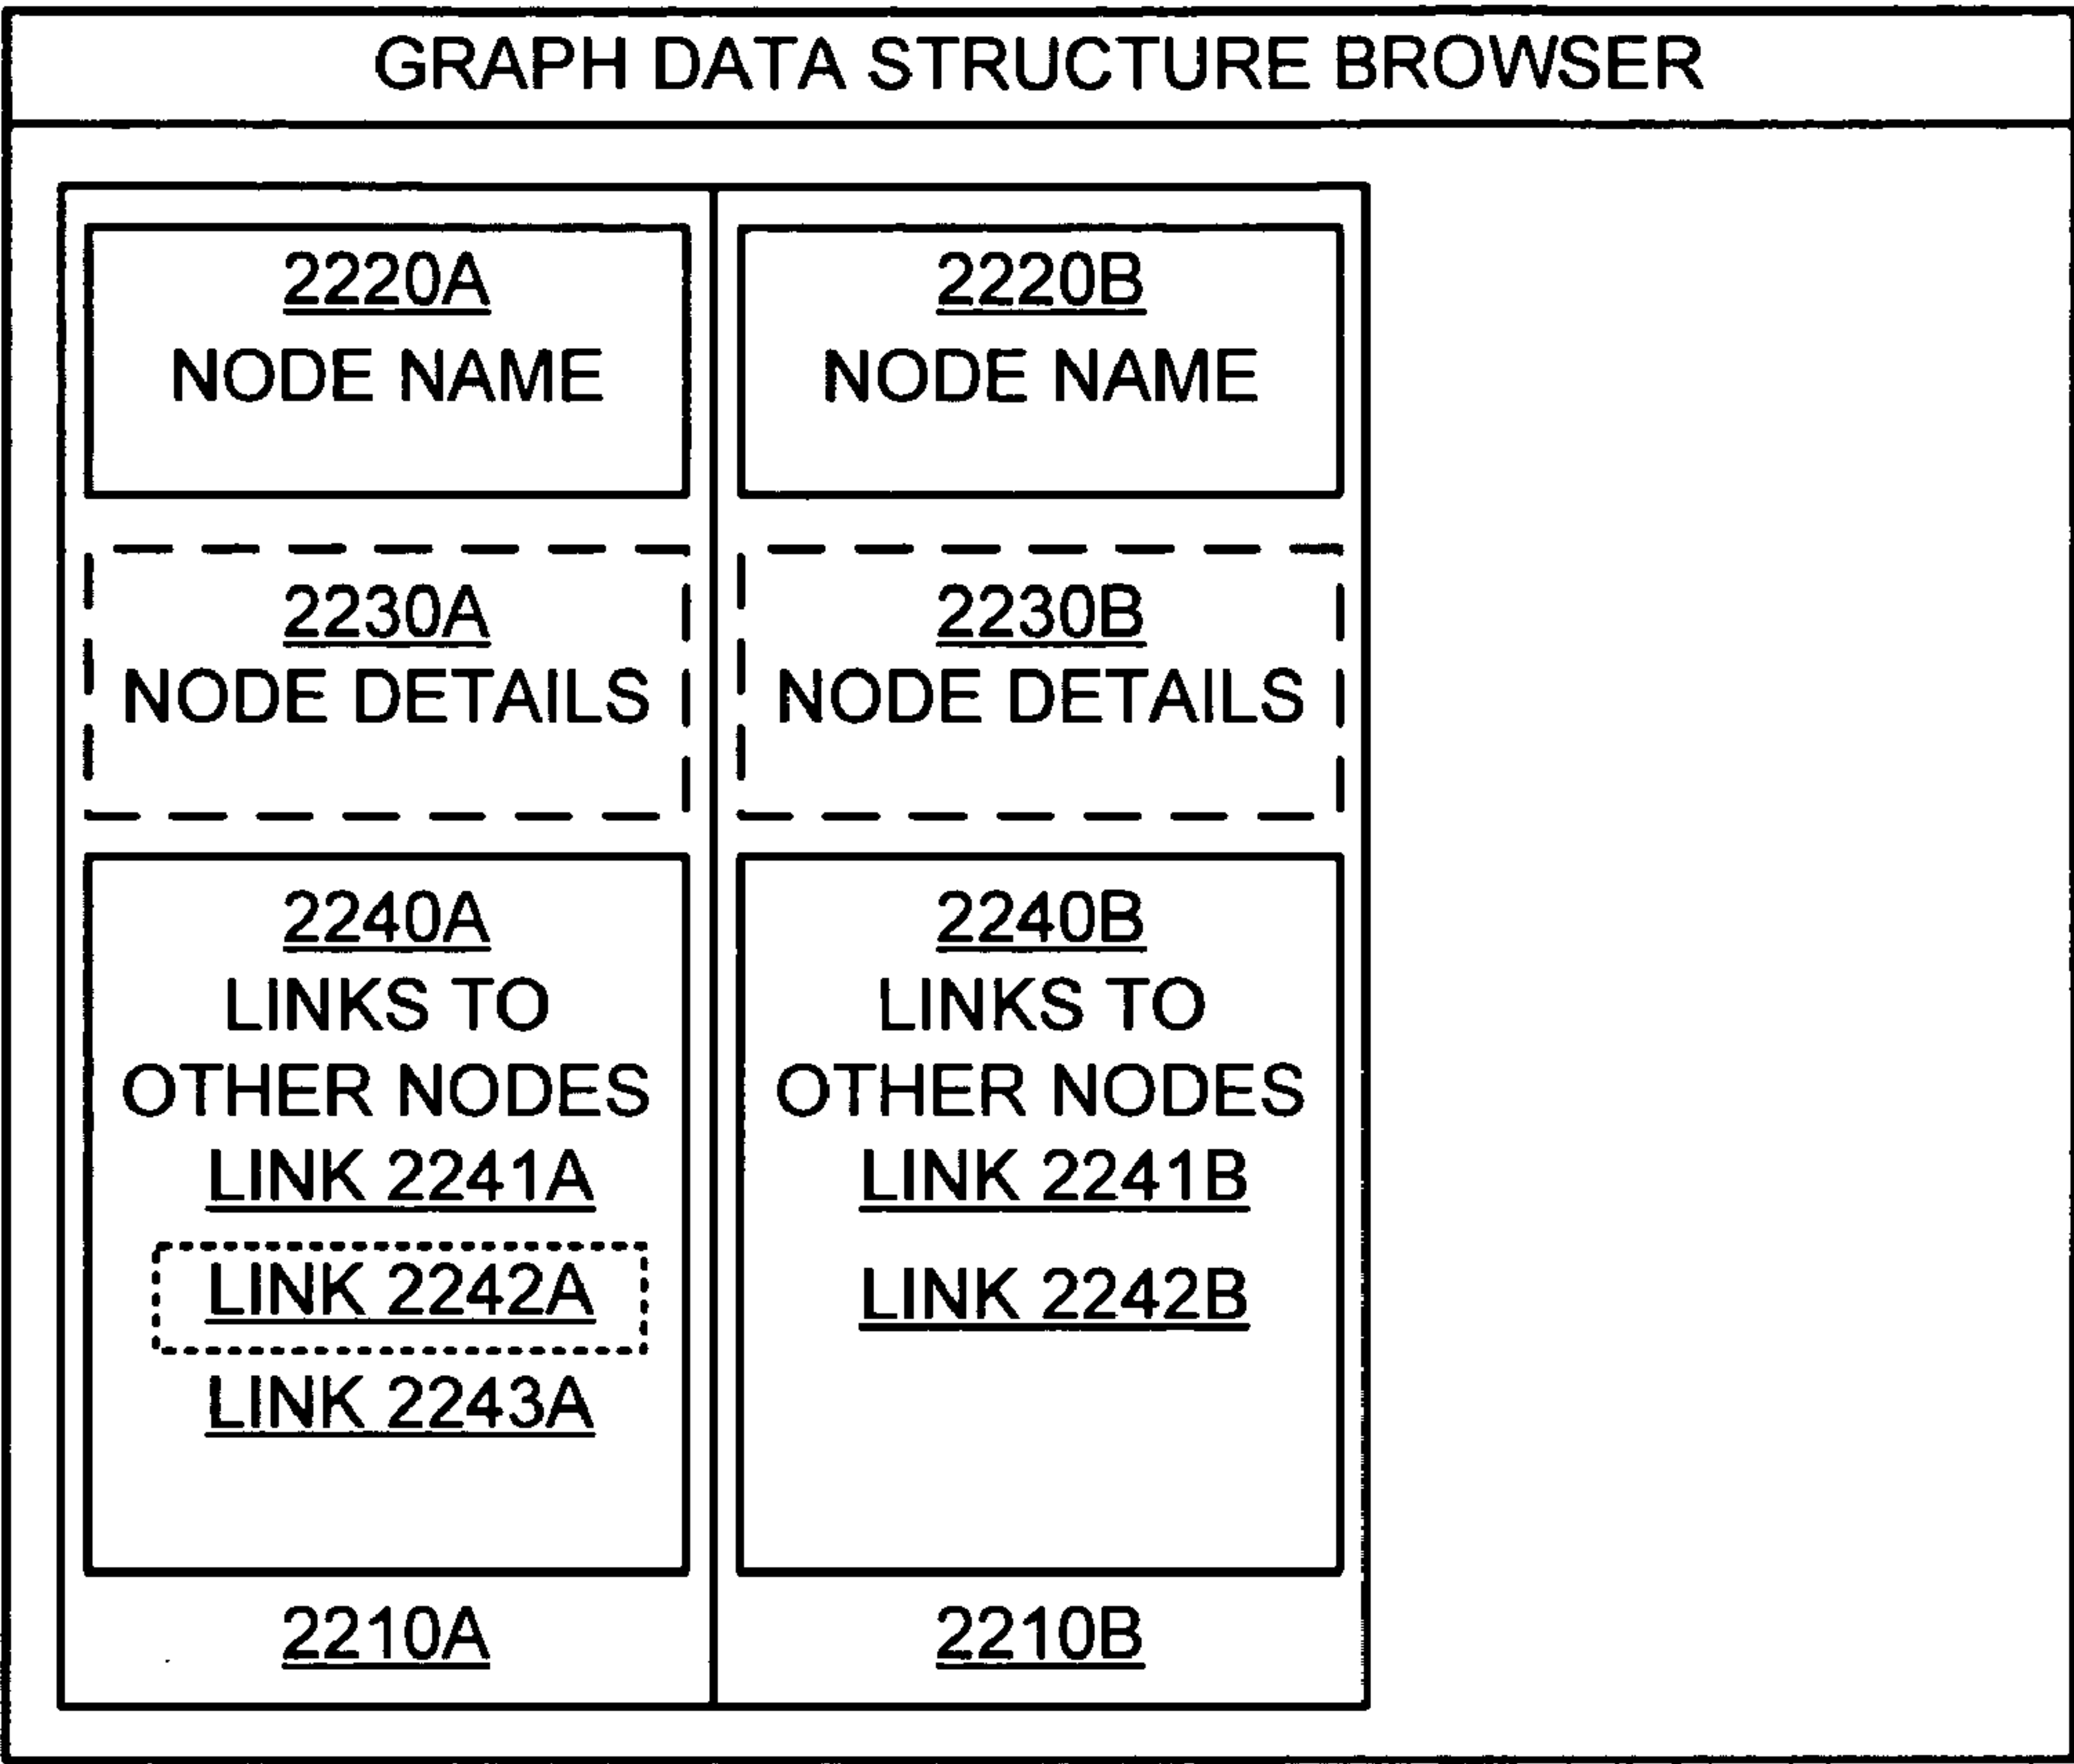 GRAPH DATA STRUCTURE BROWSER
2220A
NODE NAME
2230A
NODE DETAILS
2240A
LINKS TO
OTHER NODES
LINK 2241A
LINK 2242A
LINK 2243A
2210A
2220B
NODE NAME
2230B
NODE DETAILS
2240B
LINKS TO
OTHER NODES
LINK 2241B
LINK 2242B
2210B